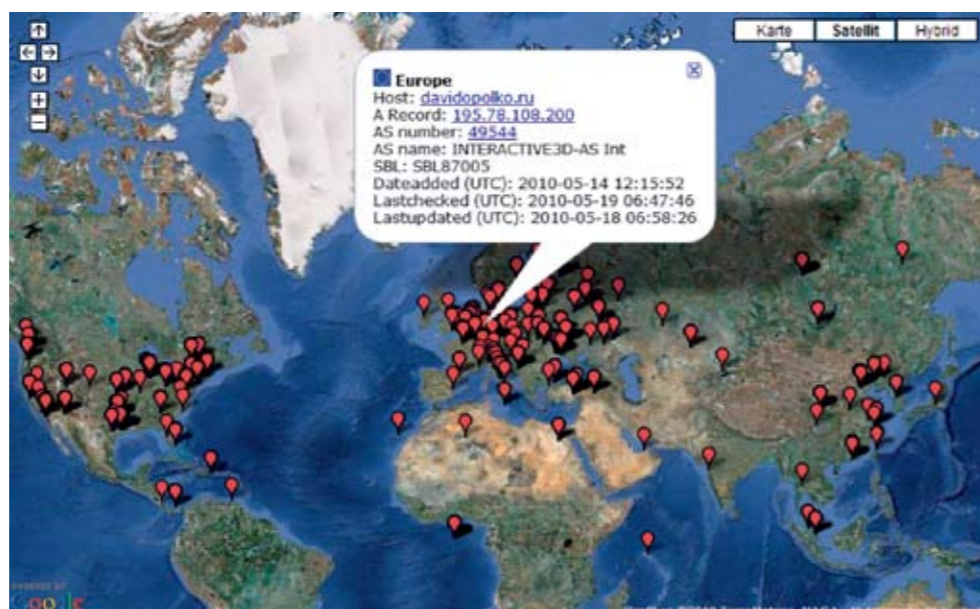 Karte Satellit Hybrid
Europe
Host: davidopolko.ru
A Record: 195.78.108.200
AS number: 49544
AS name: INTERACTIVE3D-AS Int
SBL: SBL87005
Dateadded (UTC): 2010-05-14 12:15:52
Lastchecked (UTC): 2010-05-19 06:47:46
Lastupdated (UTC): 2010-05-18 06:58:26
POWERED BY
Google